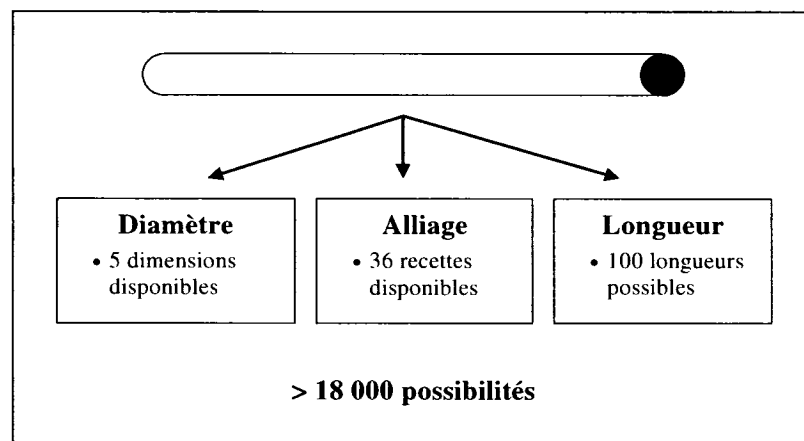 Diamètre
• 5 dimensions
disponibles
Alliage
• 36 recettes
disponibles
Longueur
• 100 longueurs
possibles
> 18 000 possibilités